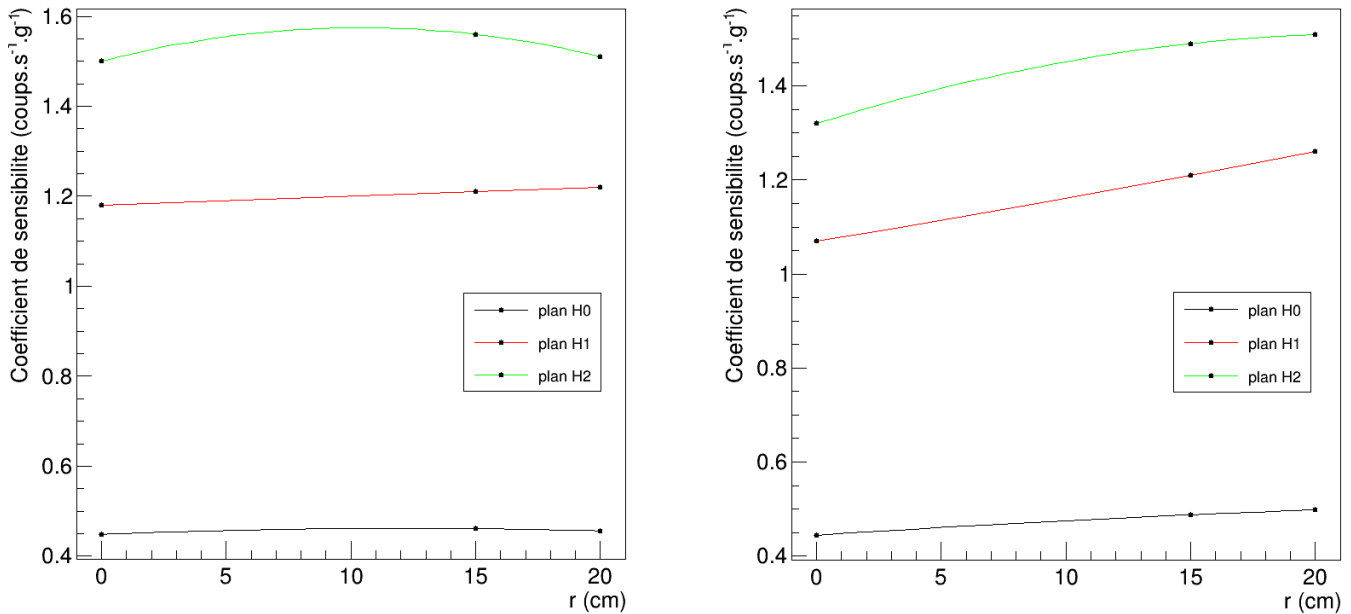 Coefficient de sensibilite (coups.s⁻¹.g⁻¹)
1.6
1.4
1.2
1
0.8
0.6
0.4
plan H0
plan H1
plan H2
0 5 10 15 20
r (cm)
Coefficient de sensibilite (coups.s⁻¹.g⁻¹)
1.4
1.2
1
0.8
0.6
0.4
plan H0
plan H1
plan H2
0 5 10 15 20
r (cm)